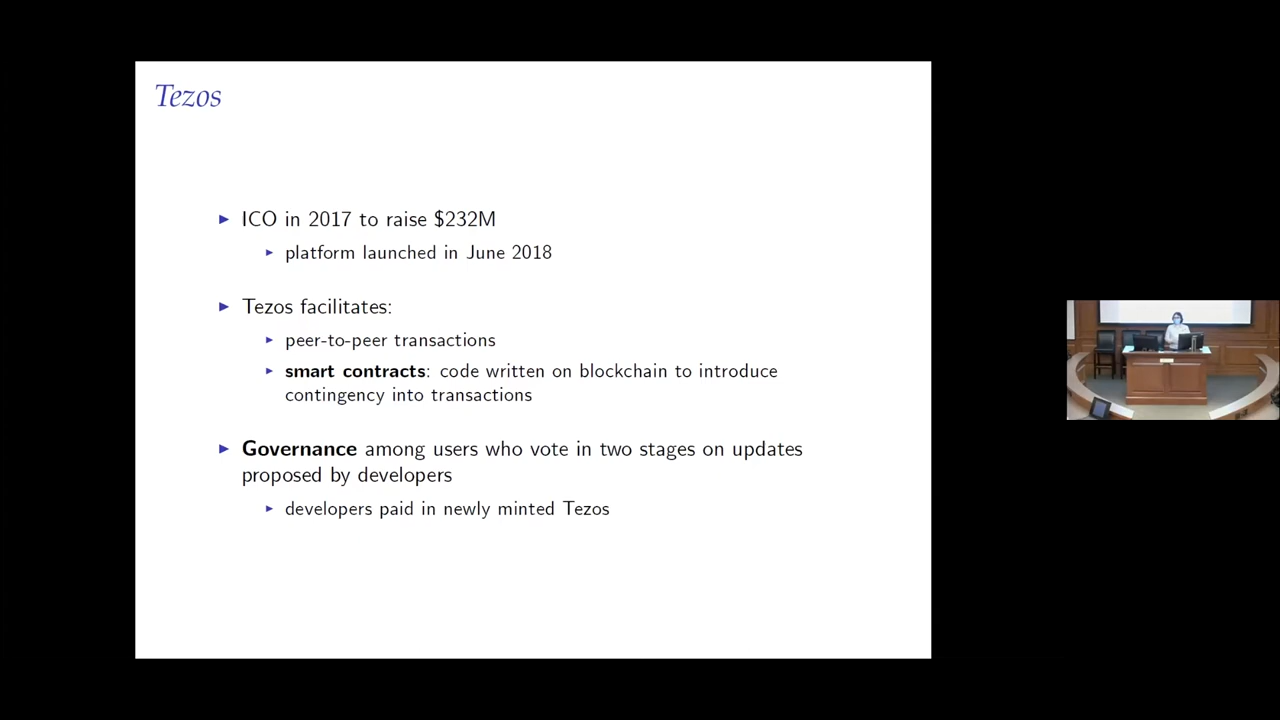 Tezos
ICO in 2017 to raise $232M
platform launched in June 2018
Tezos facilitates:
peer-to-peer transactions
smart contracts: code written on blockchain to introduce
contingency into transactions
Governance among users who vote in two stages on updates
proposed by developers
developers paid in newly minted Tezos